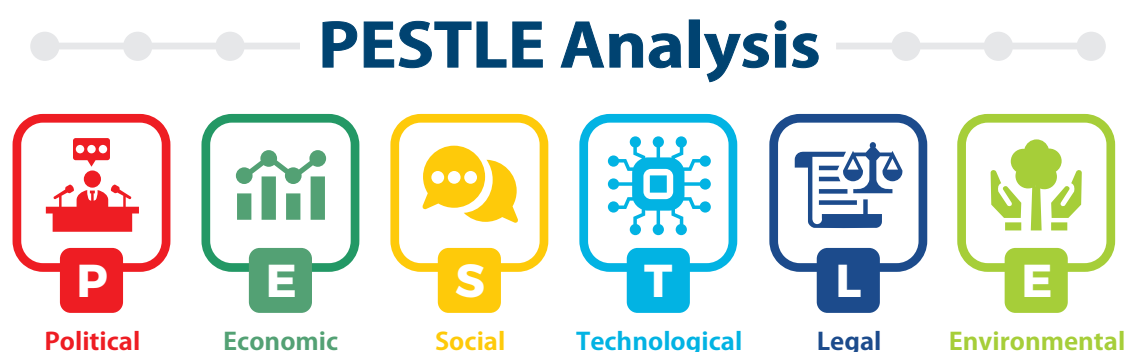 PESTLE Analysis
P E S T L E
Political Economic Social Technological Legal Environmental